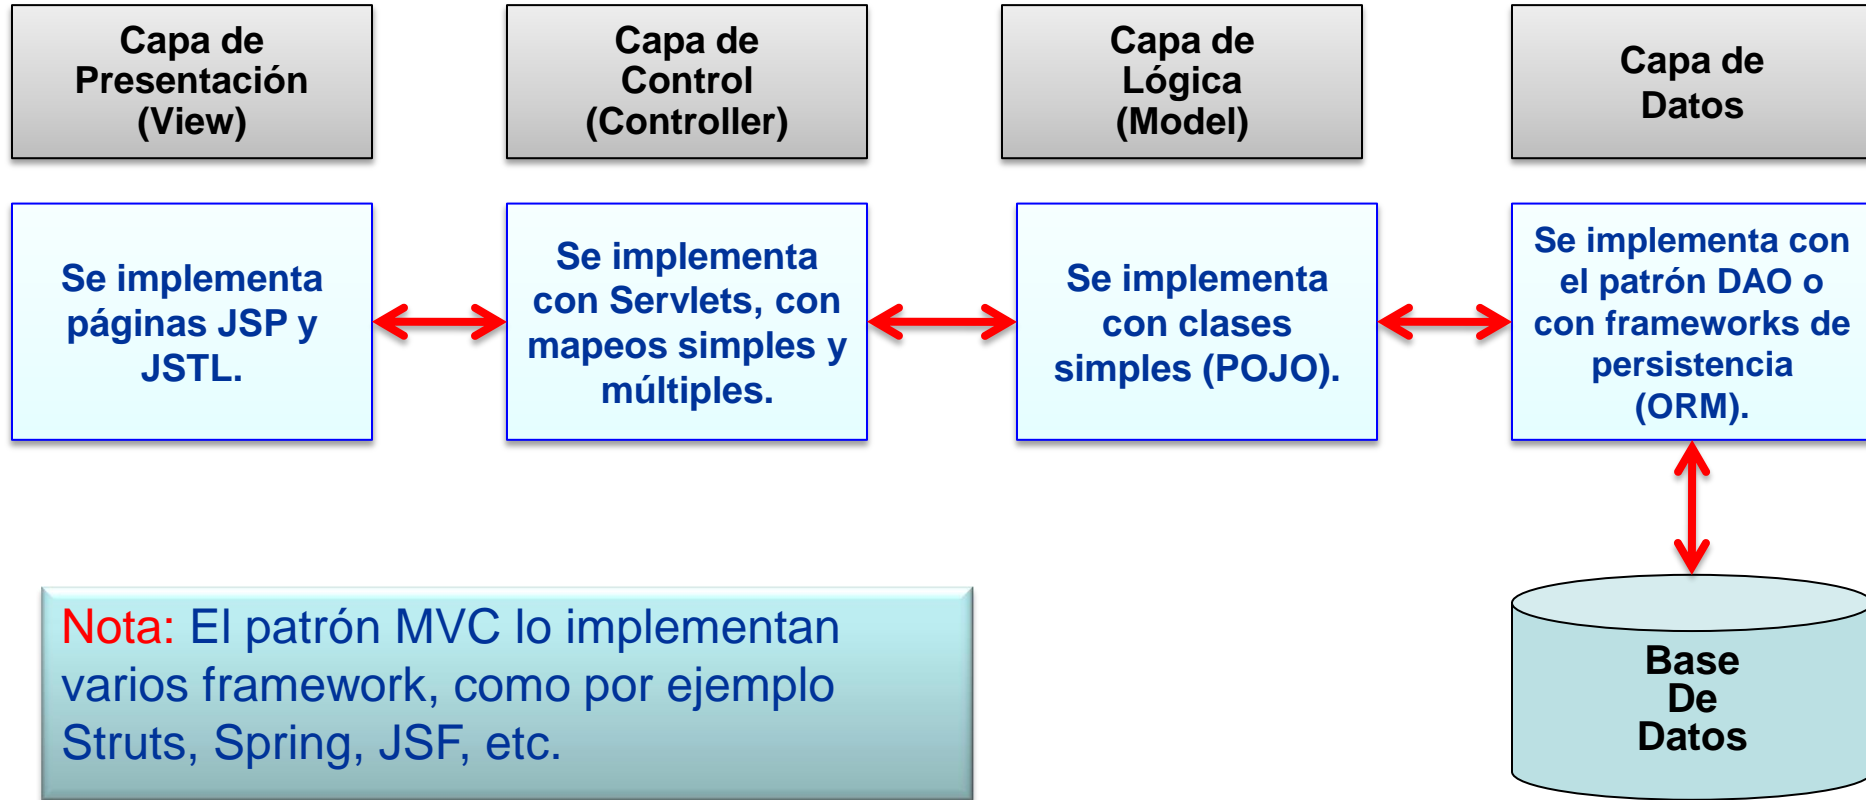 Capa de
Presentación
(View)
Capa de
Control
(Controller)
Capa de
Lógica
(Model)
Capa de
Datos
Se implementa
páginas JSP y
JSTL.
Se implementa
con Servlets, con
mapeos simples y
múltiples.
Se implementa
con clases
simples (POJO).
Se implementa con
el patrón DAO o
con frameworks de
persistencia
(ORM).
Nota: El patrón MVC lo implementan
varios framework, como por ejemplo
Struts, Spring, JSF, etc.
Base
De
Datos